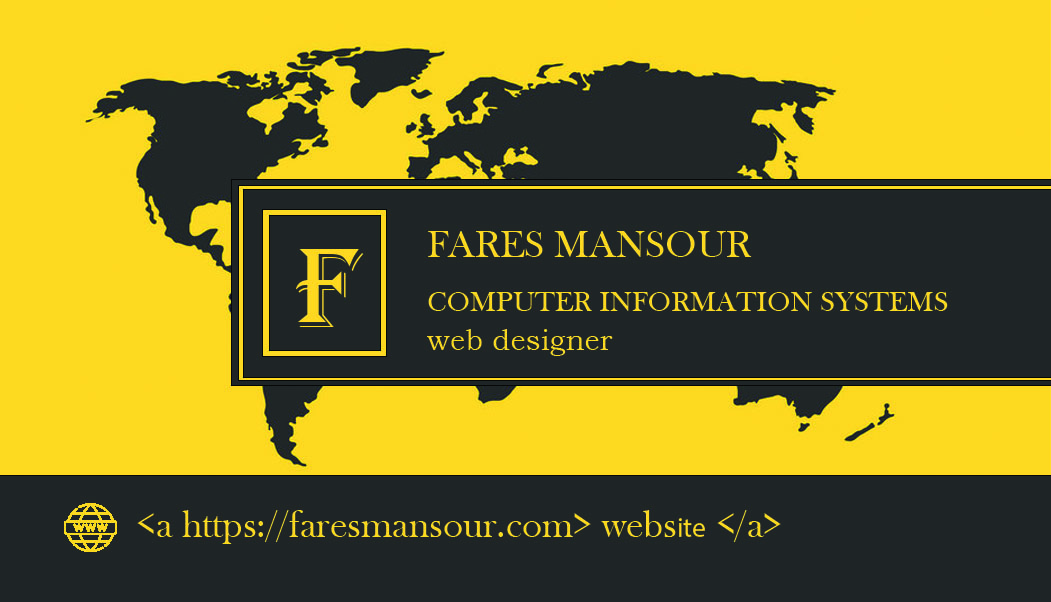 F
FARES MANSOUR
COMPUTER INFORMATION SYSTEMS
web designer
www
<a https://faresmansour.com> website </a>